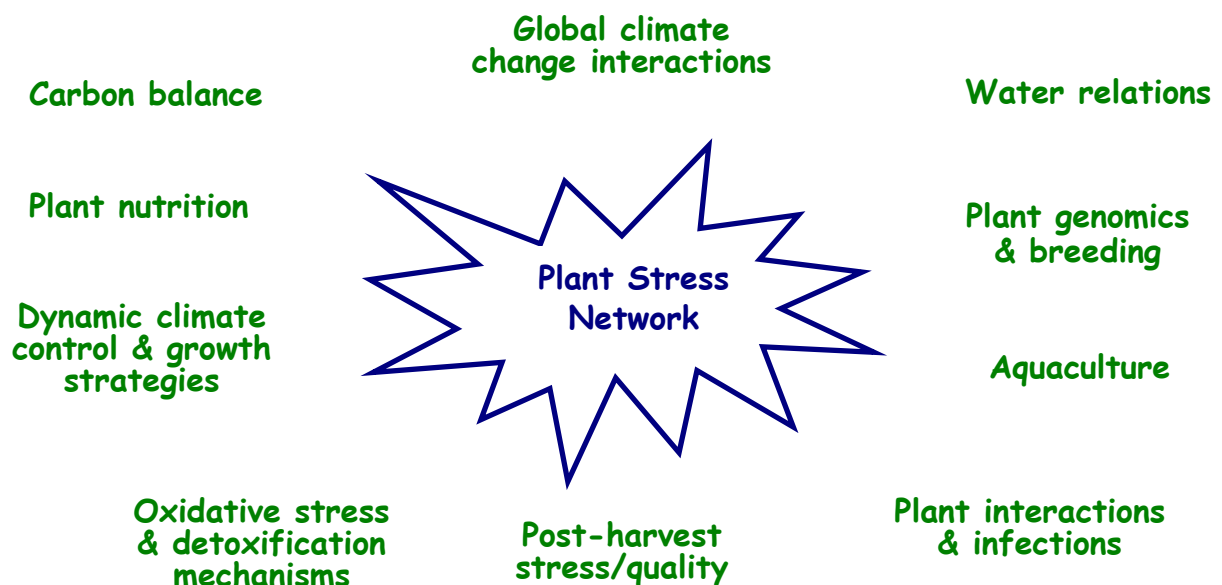 Global climate
change interactions
Carbon balance
Water relations
Plant nutrition
Plant genomics
& breeding
Plant Stress
Network
Dynamic climate
control & growth
strategies
Aquaculture
Oxidative stress
& detoxification
mechanisms
Post-harvest
stress/quality
Plant interactions
& infections